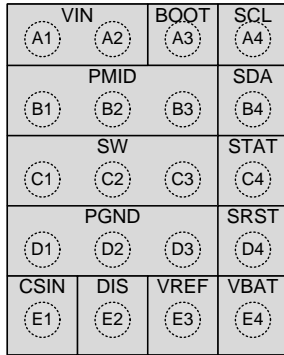 VIN BOOT SCL
A1 A2 A3 A4
PMID SDA
B1 B2 B3 B4
SW STAT
C1 C2 C3 C4
PGND SRST
D1 D2 D3 D4
CSIN DIS VREF VBAT
E1 E2 E3 E4